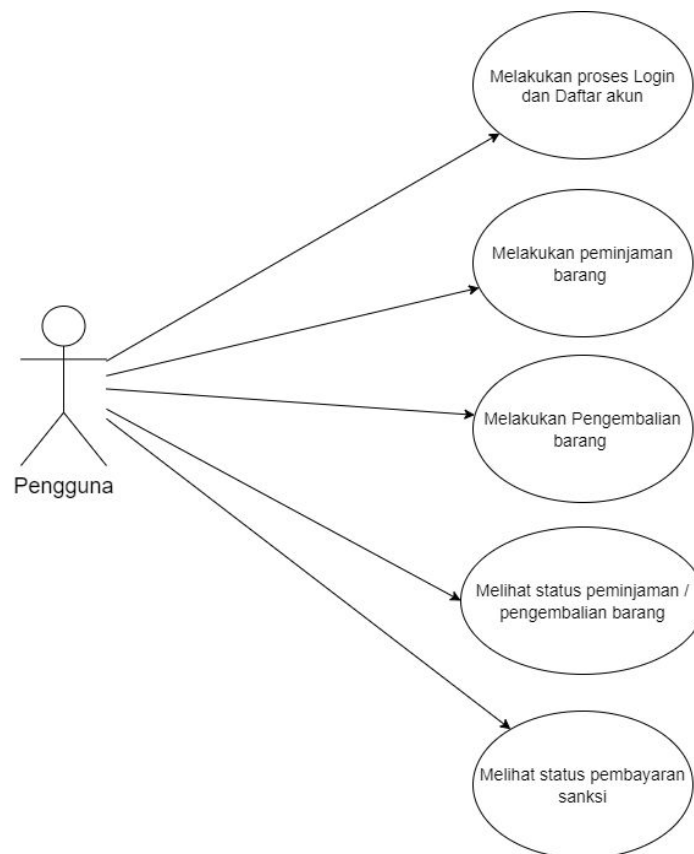 Melakukan proses Login
dan Daftar akun
Melakukan peminjaman
barang
Melakukan Pengembalian
barang
Pengguna
Melihat status peminjaman /
pengembalian barang
Melihat status pembayaran
sanksi